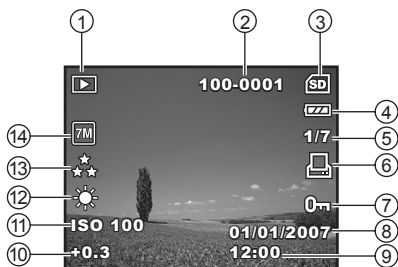 ① ② ③
100-0001 SD
④
1/7 ⑤
⑭ 7M
⑥
⑬
⑫ ⑦
⑪ ISO 100 01/01/2007 ⑧
⑩ +0.3 12:00 ⑨